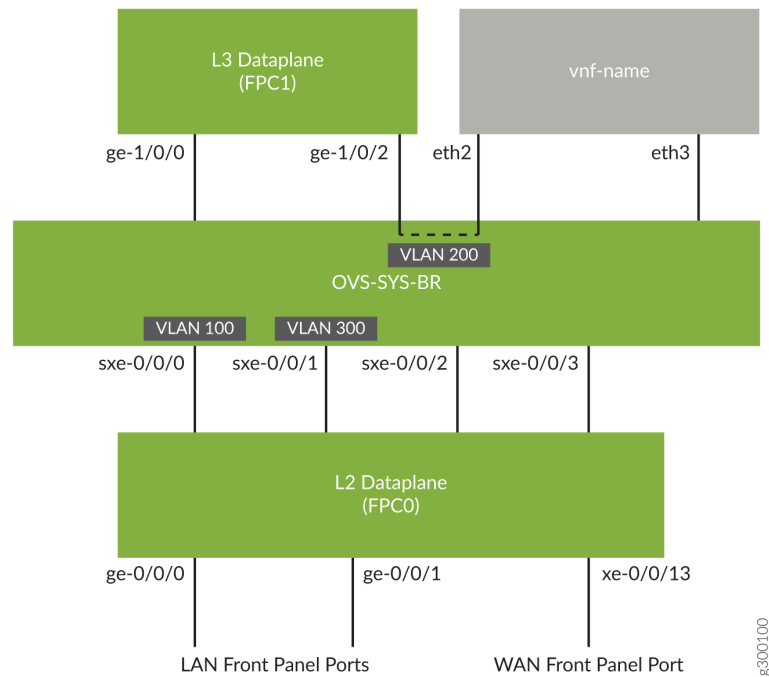 L3 Dataplane
(FPC1)
vnf-name
ge-1/0/0
ge-1/0/2
eth2
eth3
VLAN 200
OVS-SYS-BR
VLAN 100
VLAN 300
sxe-0/0/0
sxe-0/0/1
sxe-0/0/2
sxe-0/0/3
L2 Dataplane
(FPC0)
ge-0/0/0
ge-0/0/1
xe-0/0/13
LAN Front Panel Ports
WAN Front Panel Port
g300100